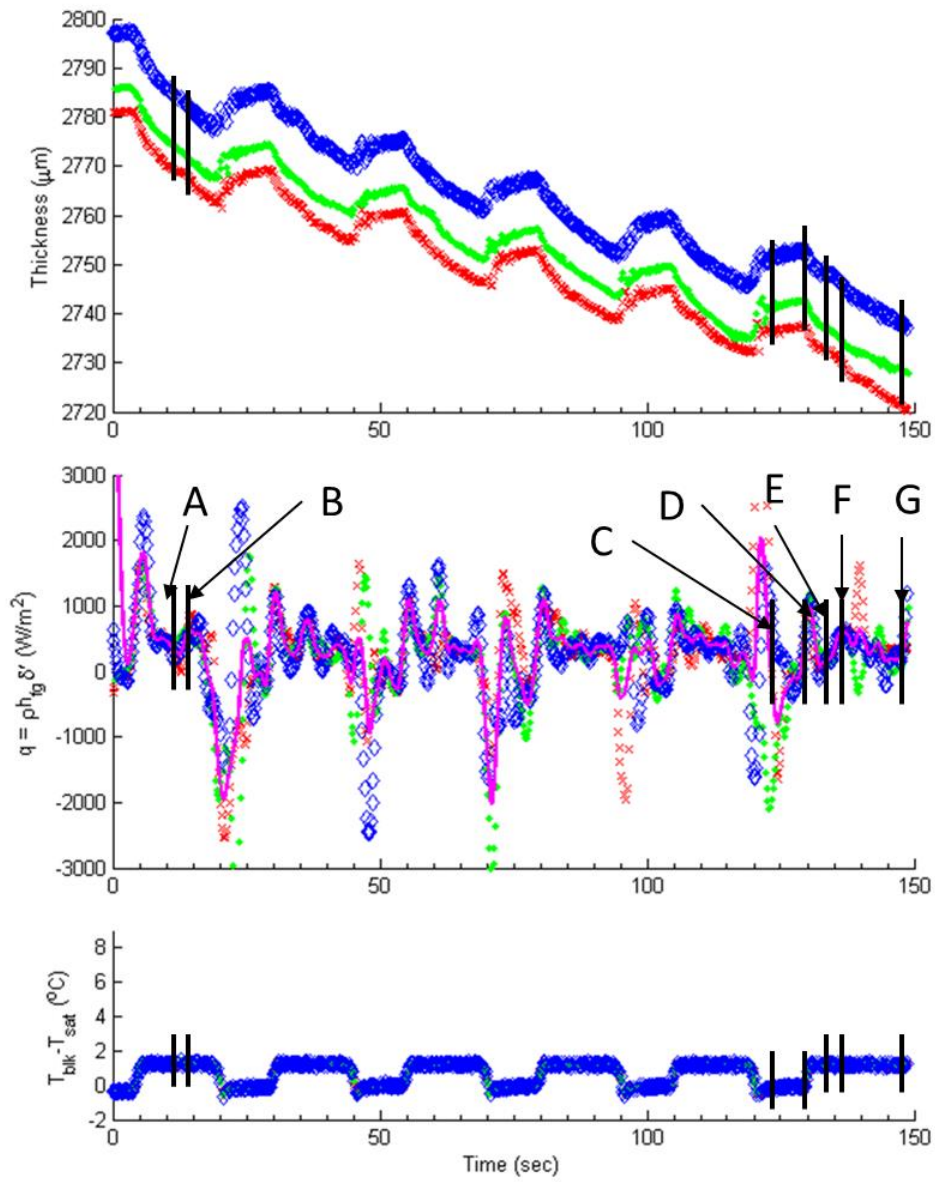 2800
2790
2780
2770
2760
2750
2740
2730
2720
Thickness (μm)
0 50 100 150
3000
2000
1000
0
-1000
-2000
-3000
q = ρh_fg δ′ (W/m²)
A B C D E F G
0 50 100 150
8
6
4
2
0
-2
T_blk-T_sat (⁰C)
0 50 100 150
Time (sec)